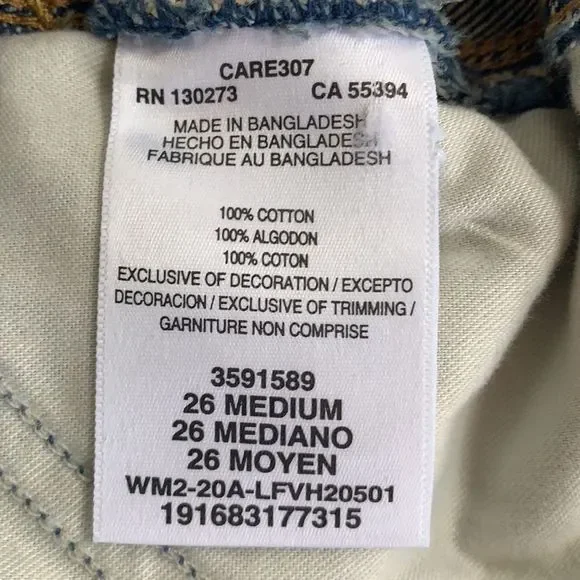 CARE307
RN 130273 CA 55394
MADE IN BANGLADESH
HECHO EN BANGLADESH
FABRIQUE AU BANGLADESH
100% COTTON
100% ALGODON
100% COTON
EXCLUSIVE OF DECORATION / EXCEPTO
DECORACION / EXCLUSIVE OF TRIMMING /
GARNITURE NON COMPRISE
3591589
26 MEDIUM
26 MEDIANO
26 MOYEN
WM2-20A-LFVH20501
191683177315